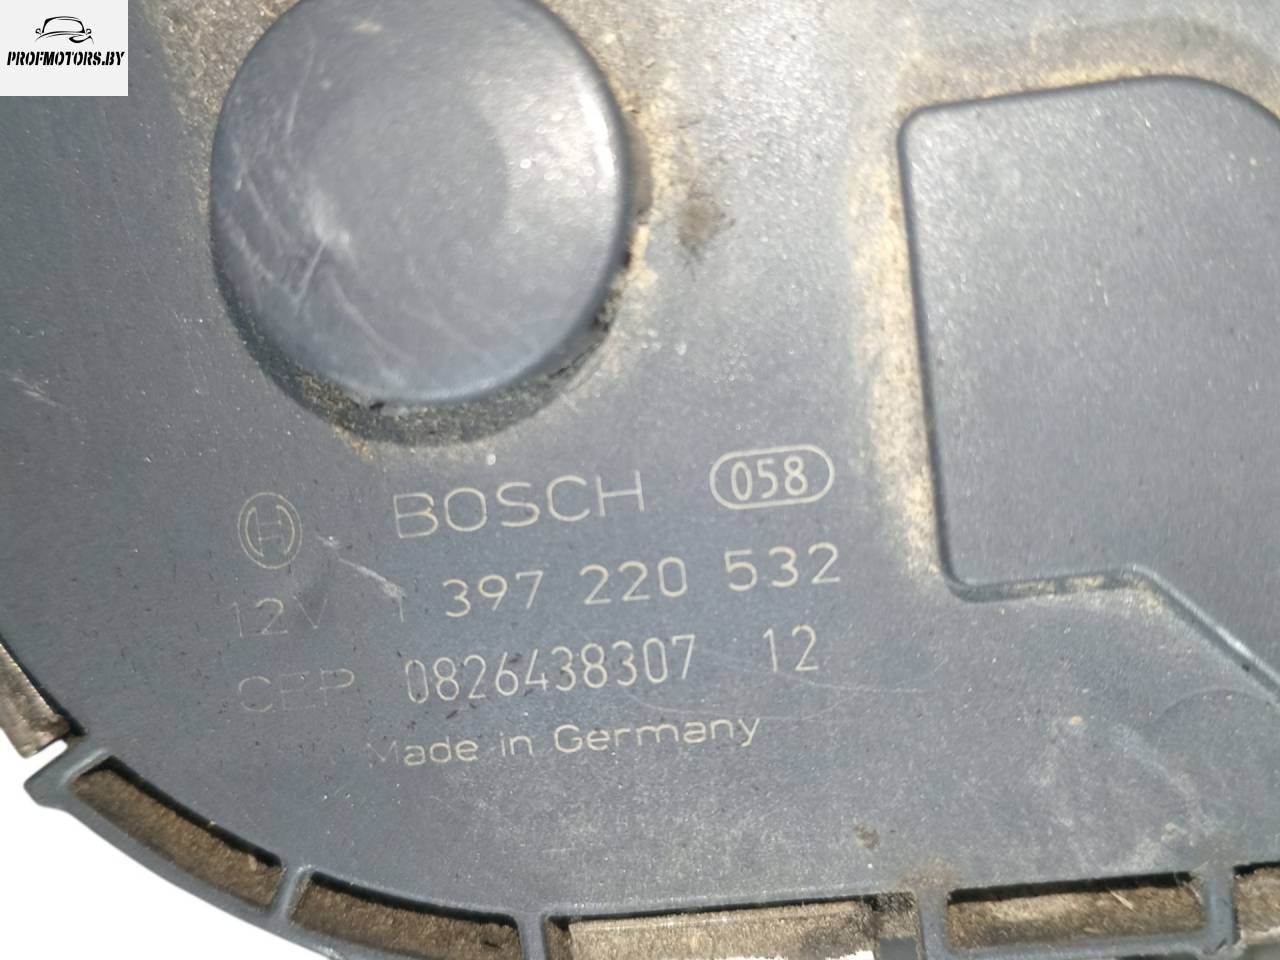 PROFMOTORS.BY
BOSCH 058
12V 1 397 220 532
CEP 0826438307 12
Made in Germany